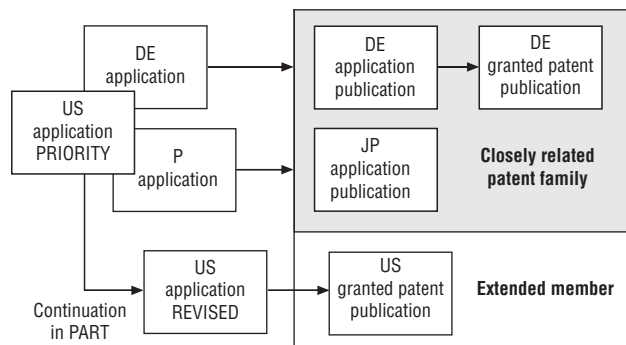 DE
application
US
application
PRIORITY
P
application
DE
application
publication
DE
granted patent
publication
JP
application
publication
Closely related
patent family
Continuation
in PART
US
application
REVISED
US
granted patent
publication
Extended member